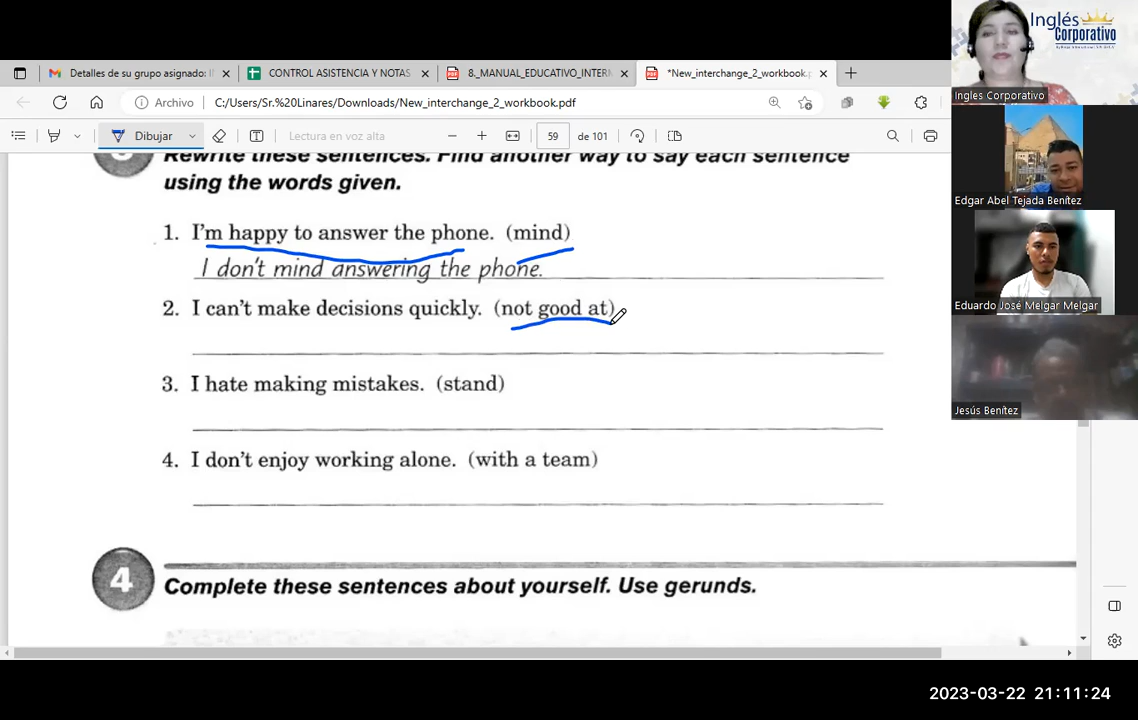 Detalles de su grupo asignado: II
CONTROL ASISTENCIA Y NOTAS
8._MANUAL_EDUCATIVO_INTERM
*New_interchange_2_workbook.p
Archivo
C:/Users/Sr.%20Linares/Downloads/New_interchange_2_workbook.pdf
Dibujar
Lectura en voz alta
59
de 101
Rewrite these sentences. Find another way to say each sentence
using the words given.
1. I'm happy to answer the phone. (mind)
I don't mind answering the phone.
2. I can't make decisions quickly. (not good at)
3. I hate making mistakes. (stand)
4. I don't enjoy working alone. (with a team)
4
Complete these sentences about yourself. Use gerunds.
Inglés
Corporativo
Ingles Corporativo
Edgar Abel Tejada Benítez
Eduardo José Melgar Melgar
Jesús Benítez
2023-03-22 21:11:24